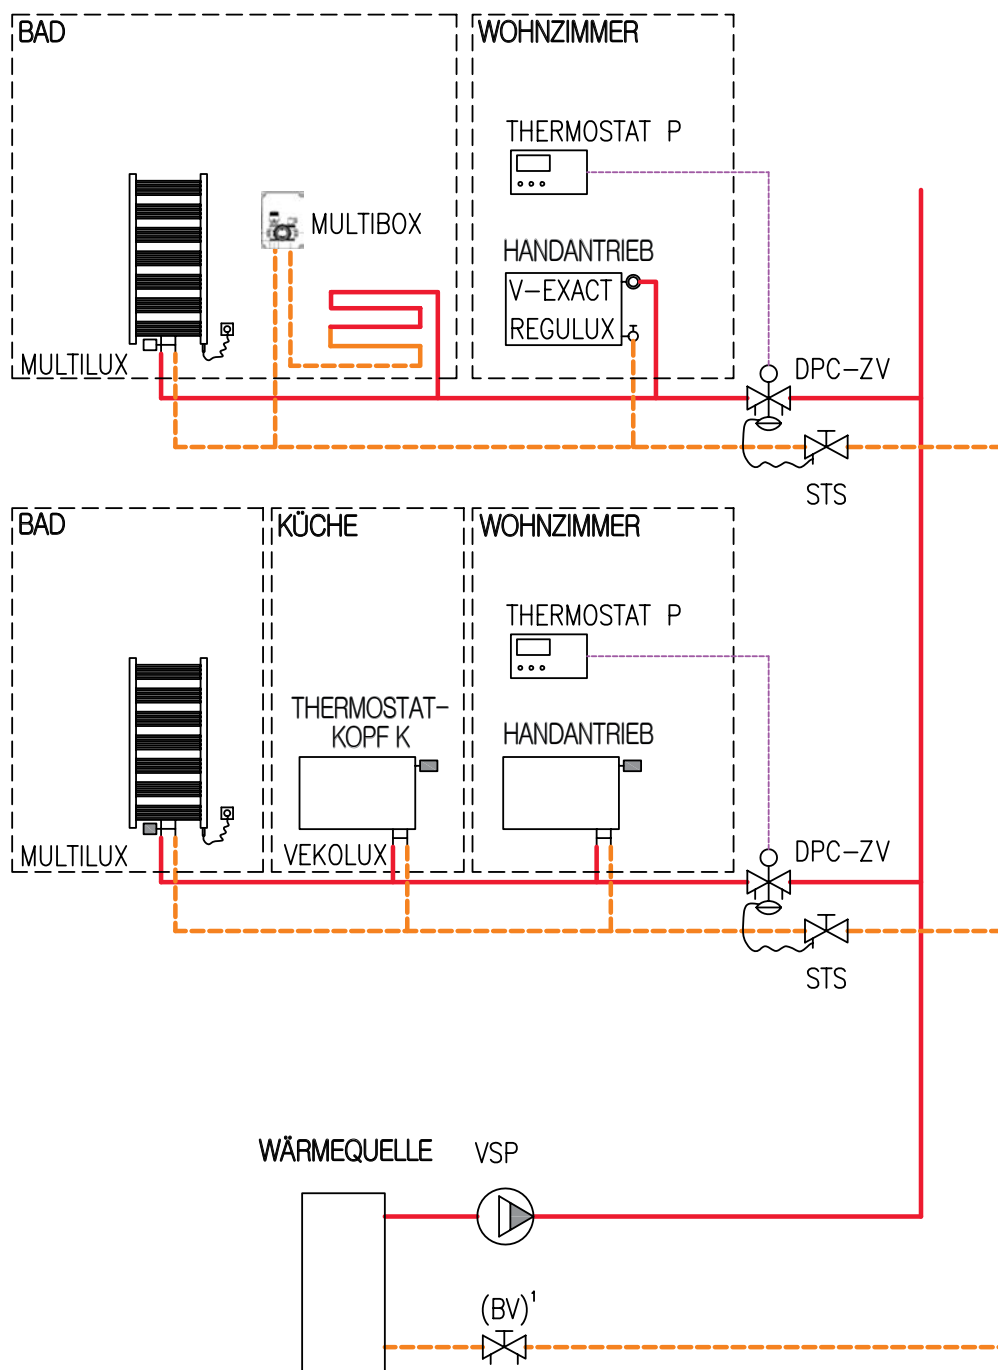 BAD
WOHNZIMMER
THERMOSTAT P
MULTIBOX
HANDANTRIEB
V-EXACT
REGULUX
MULTILUX
DPC-ZV
STS
BAD
KÜCHE
WOHNZIMMER
THERMOSTAT P
THERMOSTAT-
KOPF K
HANDANTRIEB
MULTILUX
VEKOLUX
DPC-ZV
STS
WÄRMEQUELLE
VSP
(BV)¹